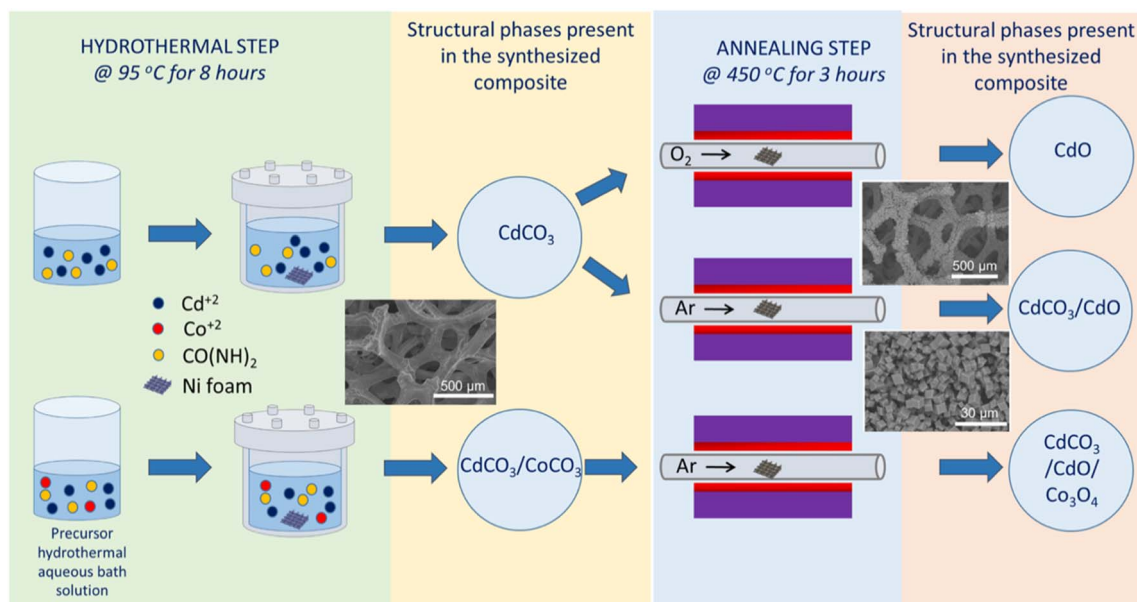 HYDROTHERMAL STEP
@ 95 °C for 8 hours
Structural phases present
in the synthesized
composite
ANNEALING STEP
@ 450 °C for 3 hours
Structural phases present
in the synthesized
composite
O₂
CdO
CdCO₃
500 µm
Cd⁺²
Co⁺²
CO(NH)₂
Ni foam
500 µm
Ar
CdCO₃/CdO
30 µm
CdCO₃/CoCO₃
Ar
CdCO₃
/CdO/
Co₃O₄
Precursor
hydrothermal
aqueous bath
solution